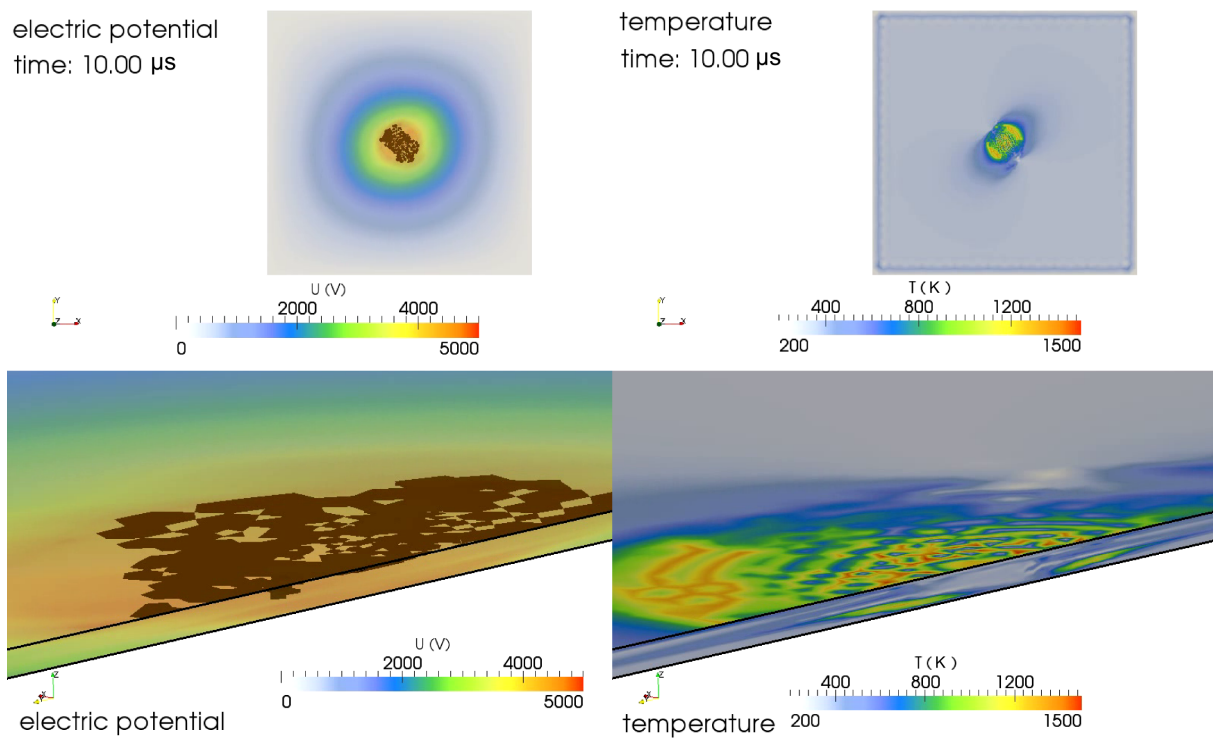 electric potential
time: 10.00 µs
temperature
time: 10.00 µs
U (V)
2000 4000
0 5000
Y
Z X
T(K)
400 800 1200
200 1500
Y
Z X
U (V)
2000 4000
0 5000
Z
electric potential
T(K)
400 800 1200
200 1500
Z
temperature